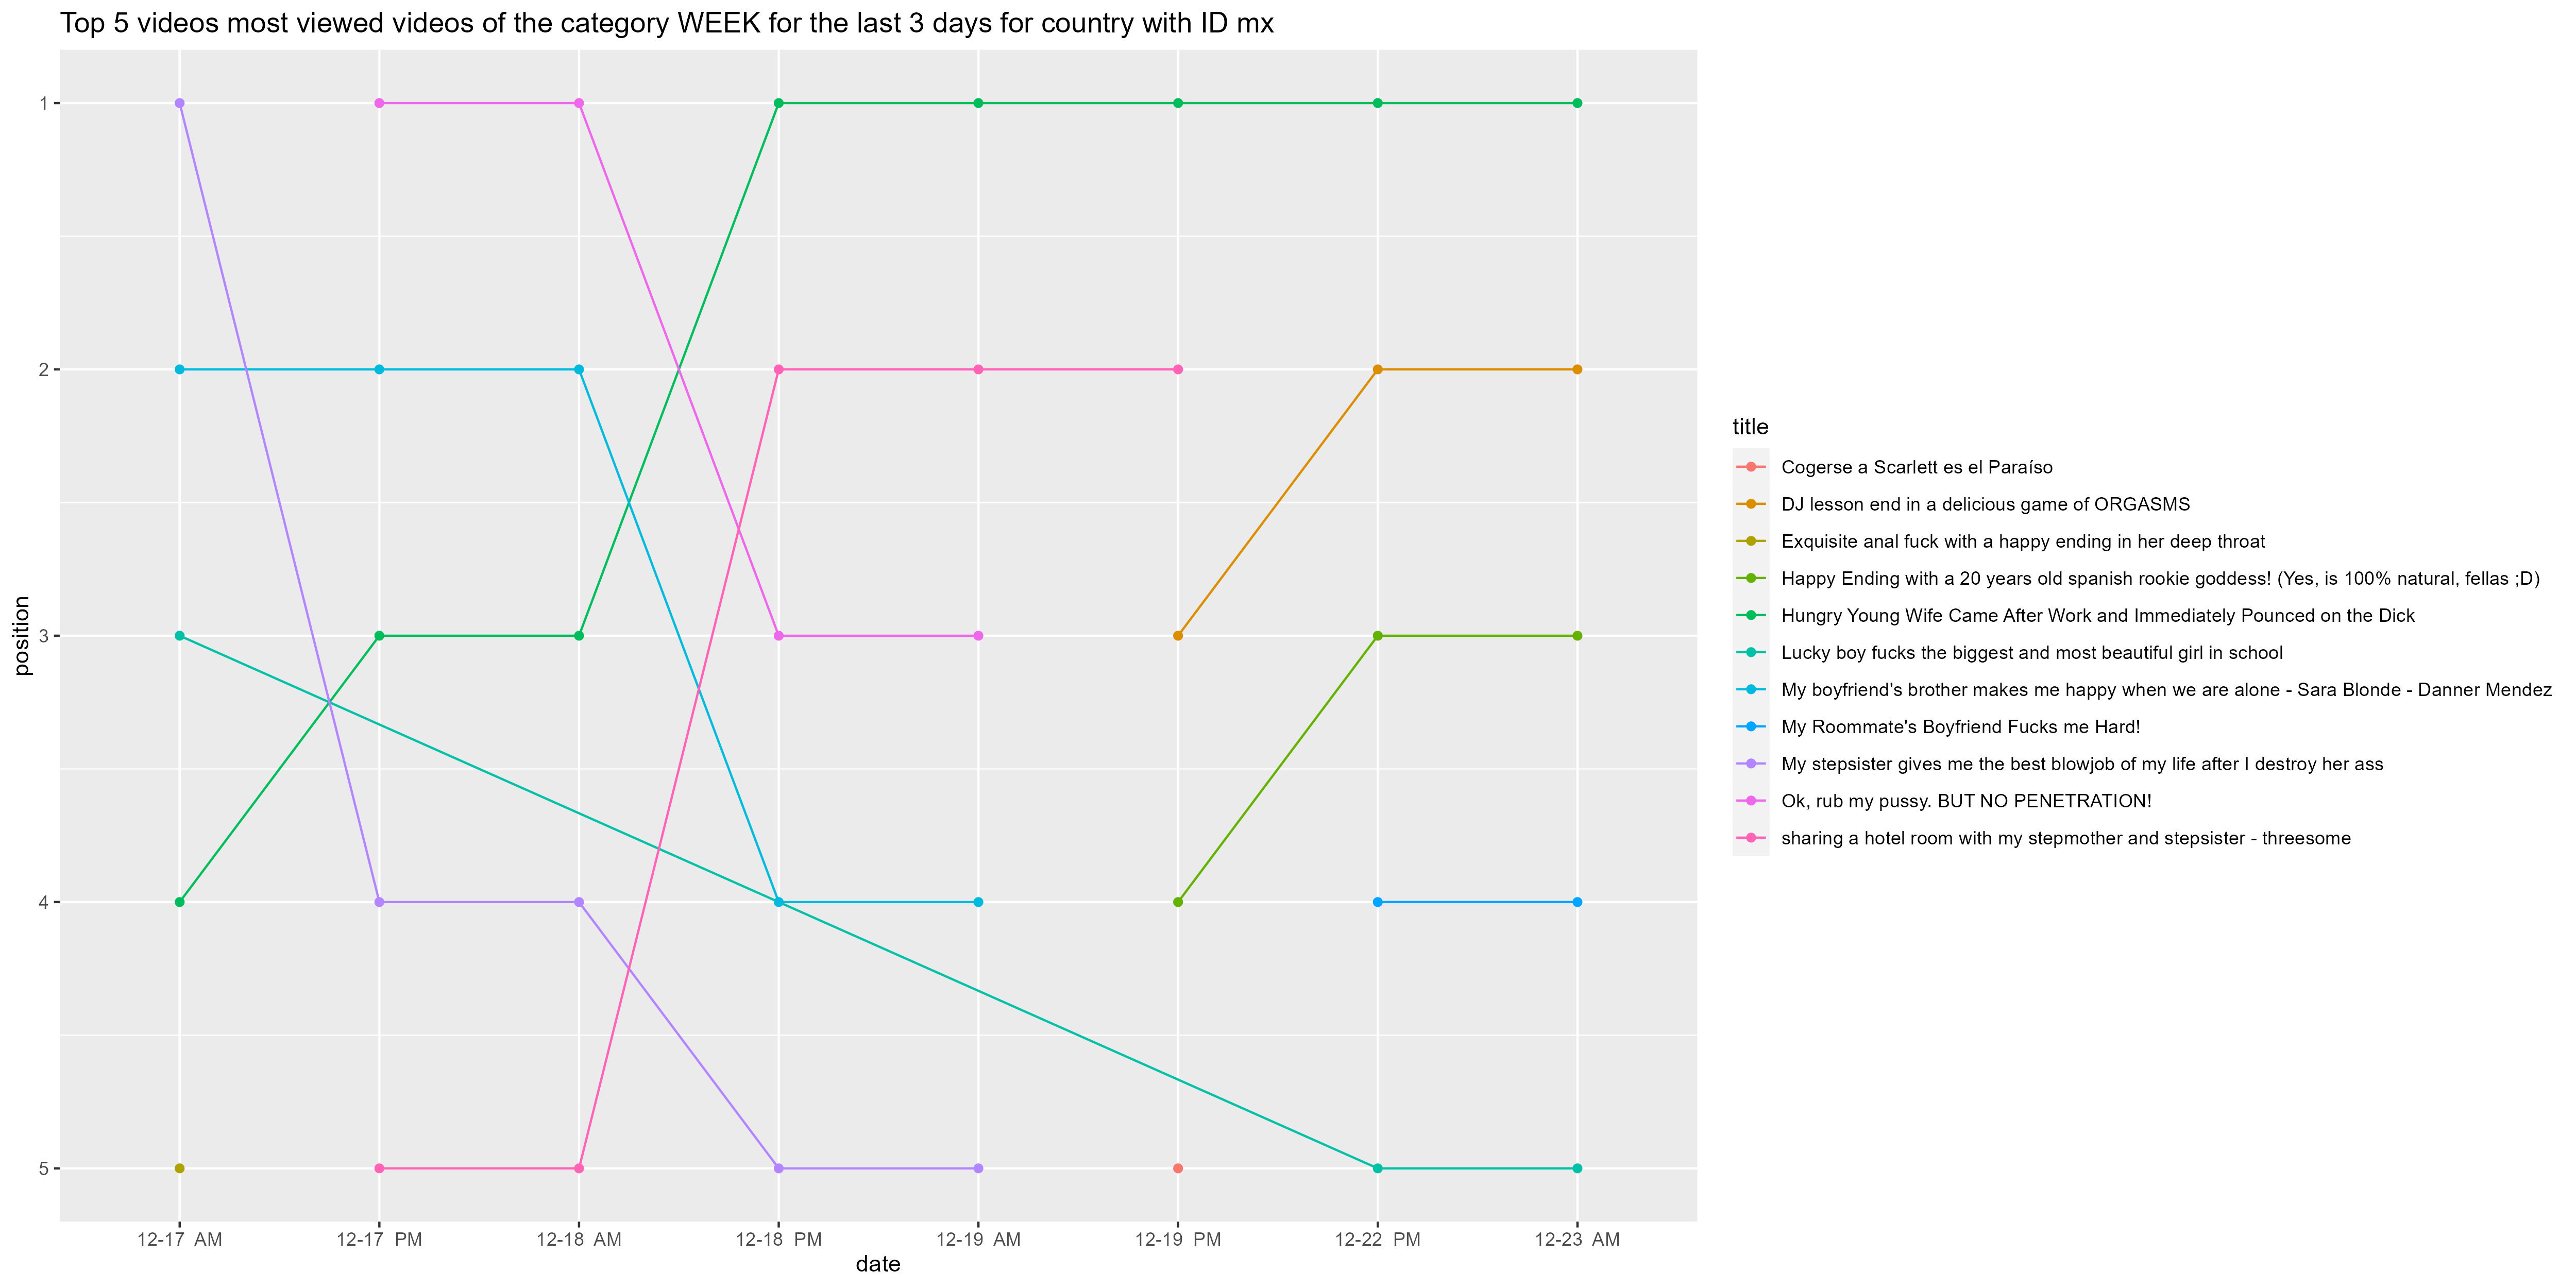 Top 5 videos most viewed videos of the category WEEK for the last 3 days for country with ID mx
position
1
2
3
4
5
12-17 AM
12-17 PM
12-18 AM
12-18 PM
12-19 AM
12-19 PM
12-22 PM
12-23 AM
date
title
Cogerse a Scarlett es el Paraíso
DJ lesson end in a delicious game of ORGASMS
Exquisite anal fuck with a happy ending in her deep throat
Happy Ending with a 20 years old spanish rookie goddess! (Yes, is 100% natural, fellas ;D)
Hungry Young Wife Came After Work and Immediately Pounced on the Dick
Lucky boy fucks the biggest and most beautiful girl in school
My boyfriend's brother makes me happy when we are alone - Sara Blonde - Danner Mendez
My Roommate's Boyfriend Fucks me Hard!
My stepsister gives me the best blowjob of my life after I destroy her ass
Ok, rub my pussy. BUT NO PENETRATION!
sharing a hotel room with my stepmother and stepsister - threesome